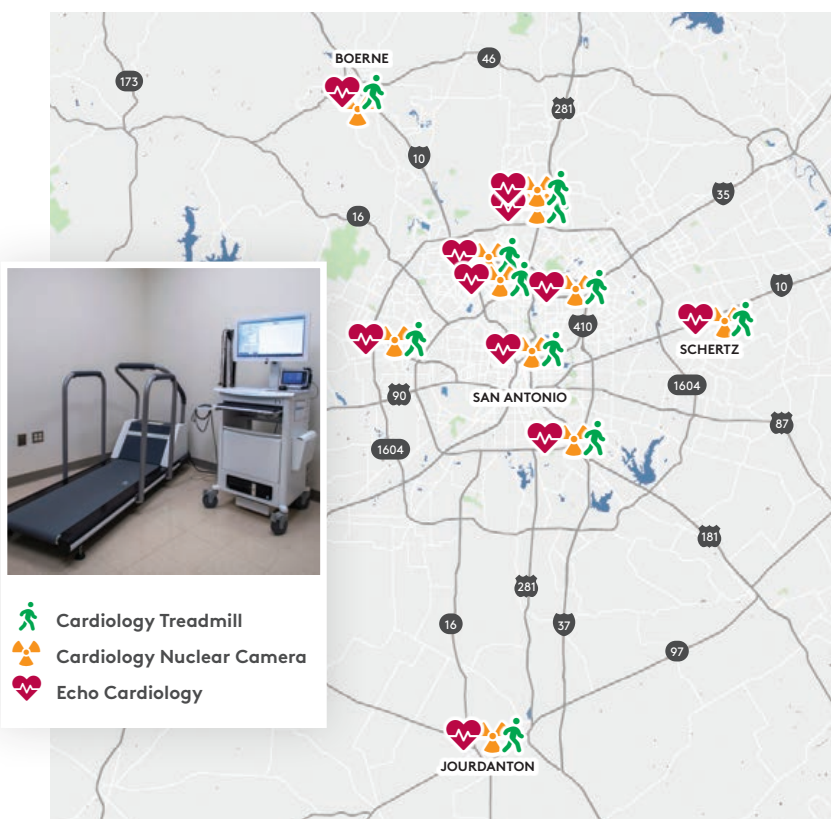 BOERNE
46
173
281
10
35
16
10
410
SCHERTZ
1604
90
SAN ANTONIO
87
1604
181
281
16
37
97
JOURDANTON
Cardiology Treadmill
Cardiology Nuclear Camera
Echo Cardiology